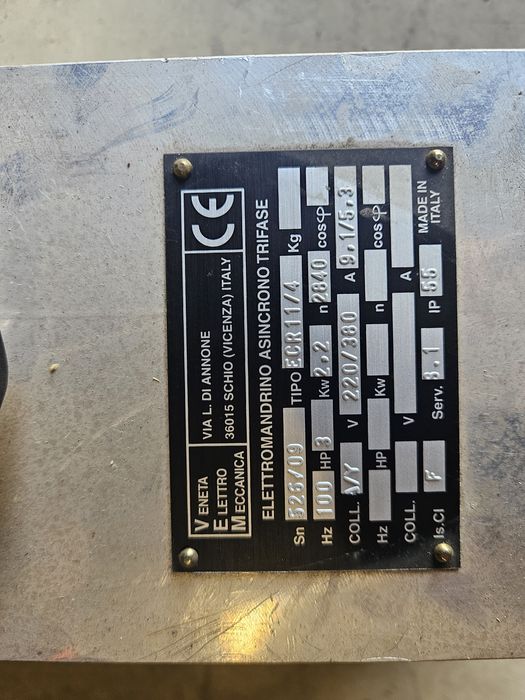 VENETA
ELETTRO
MECCANICA
VIA L. DI ANNONE
36015 SCHIO (VICENZA) ITALY
CE
ELETTROMANDRINO ASINCRONO TRIFASE
Sn 526/09 TIPO ECR11/4 Kg
Hz 100 HP 3 Kw 2.2 n 2840 cosφ
COLL. Δ/Y V 220/380 A 9.1/5.3
Hz HP Kw n cosφ
COLL. V A
Is.Cl F Serv. 3.1 IP 55 MADE IN ITALY